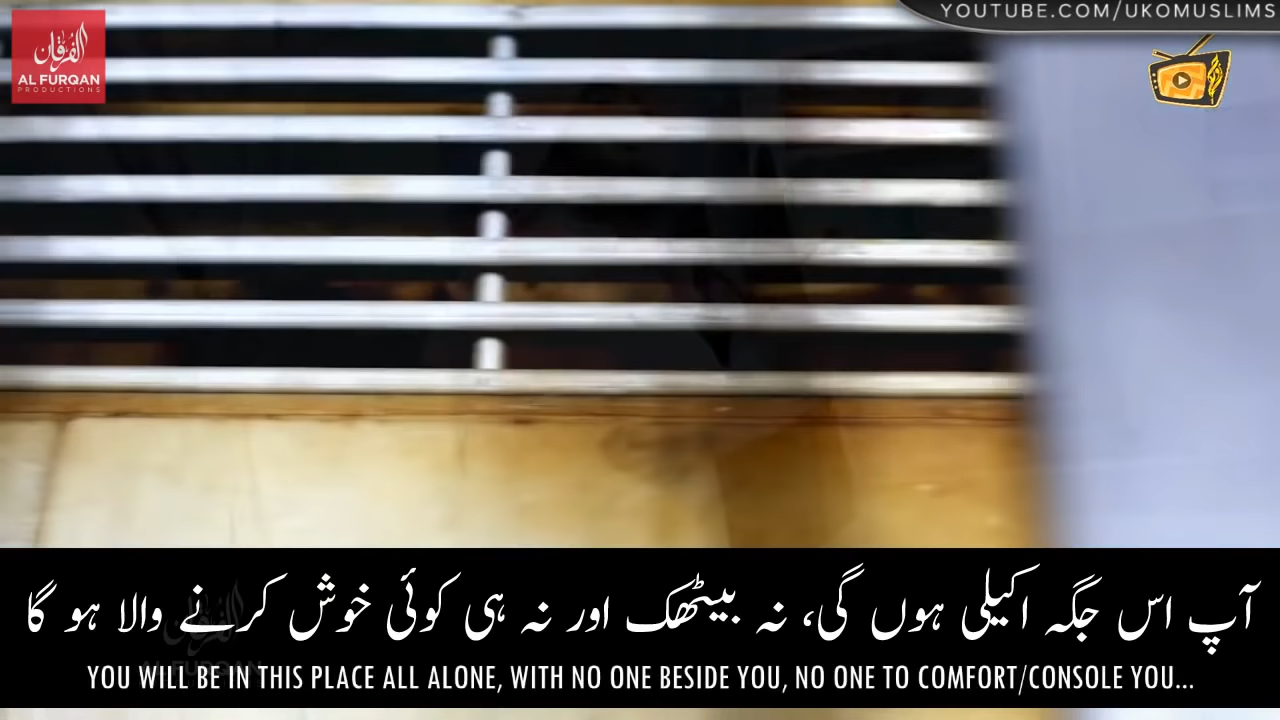 YOUTUBE.COM/UKOMUSLIMS
الفرقان
AL FURQAN
PRODUCTIONS
آپ اس جگہ اکیلی ہوں گی، نہ بیٹھک اور نہ ہی کوئی خوش کرنے والا ہو گا
YOU WILL BE IN THIS PLACE ALL ALONE, WITH NO ONE BESIDE YOU, NO ONE TO COMFORT/CONSOLE YOU...